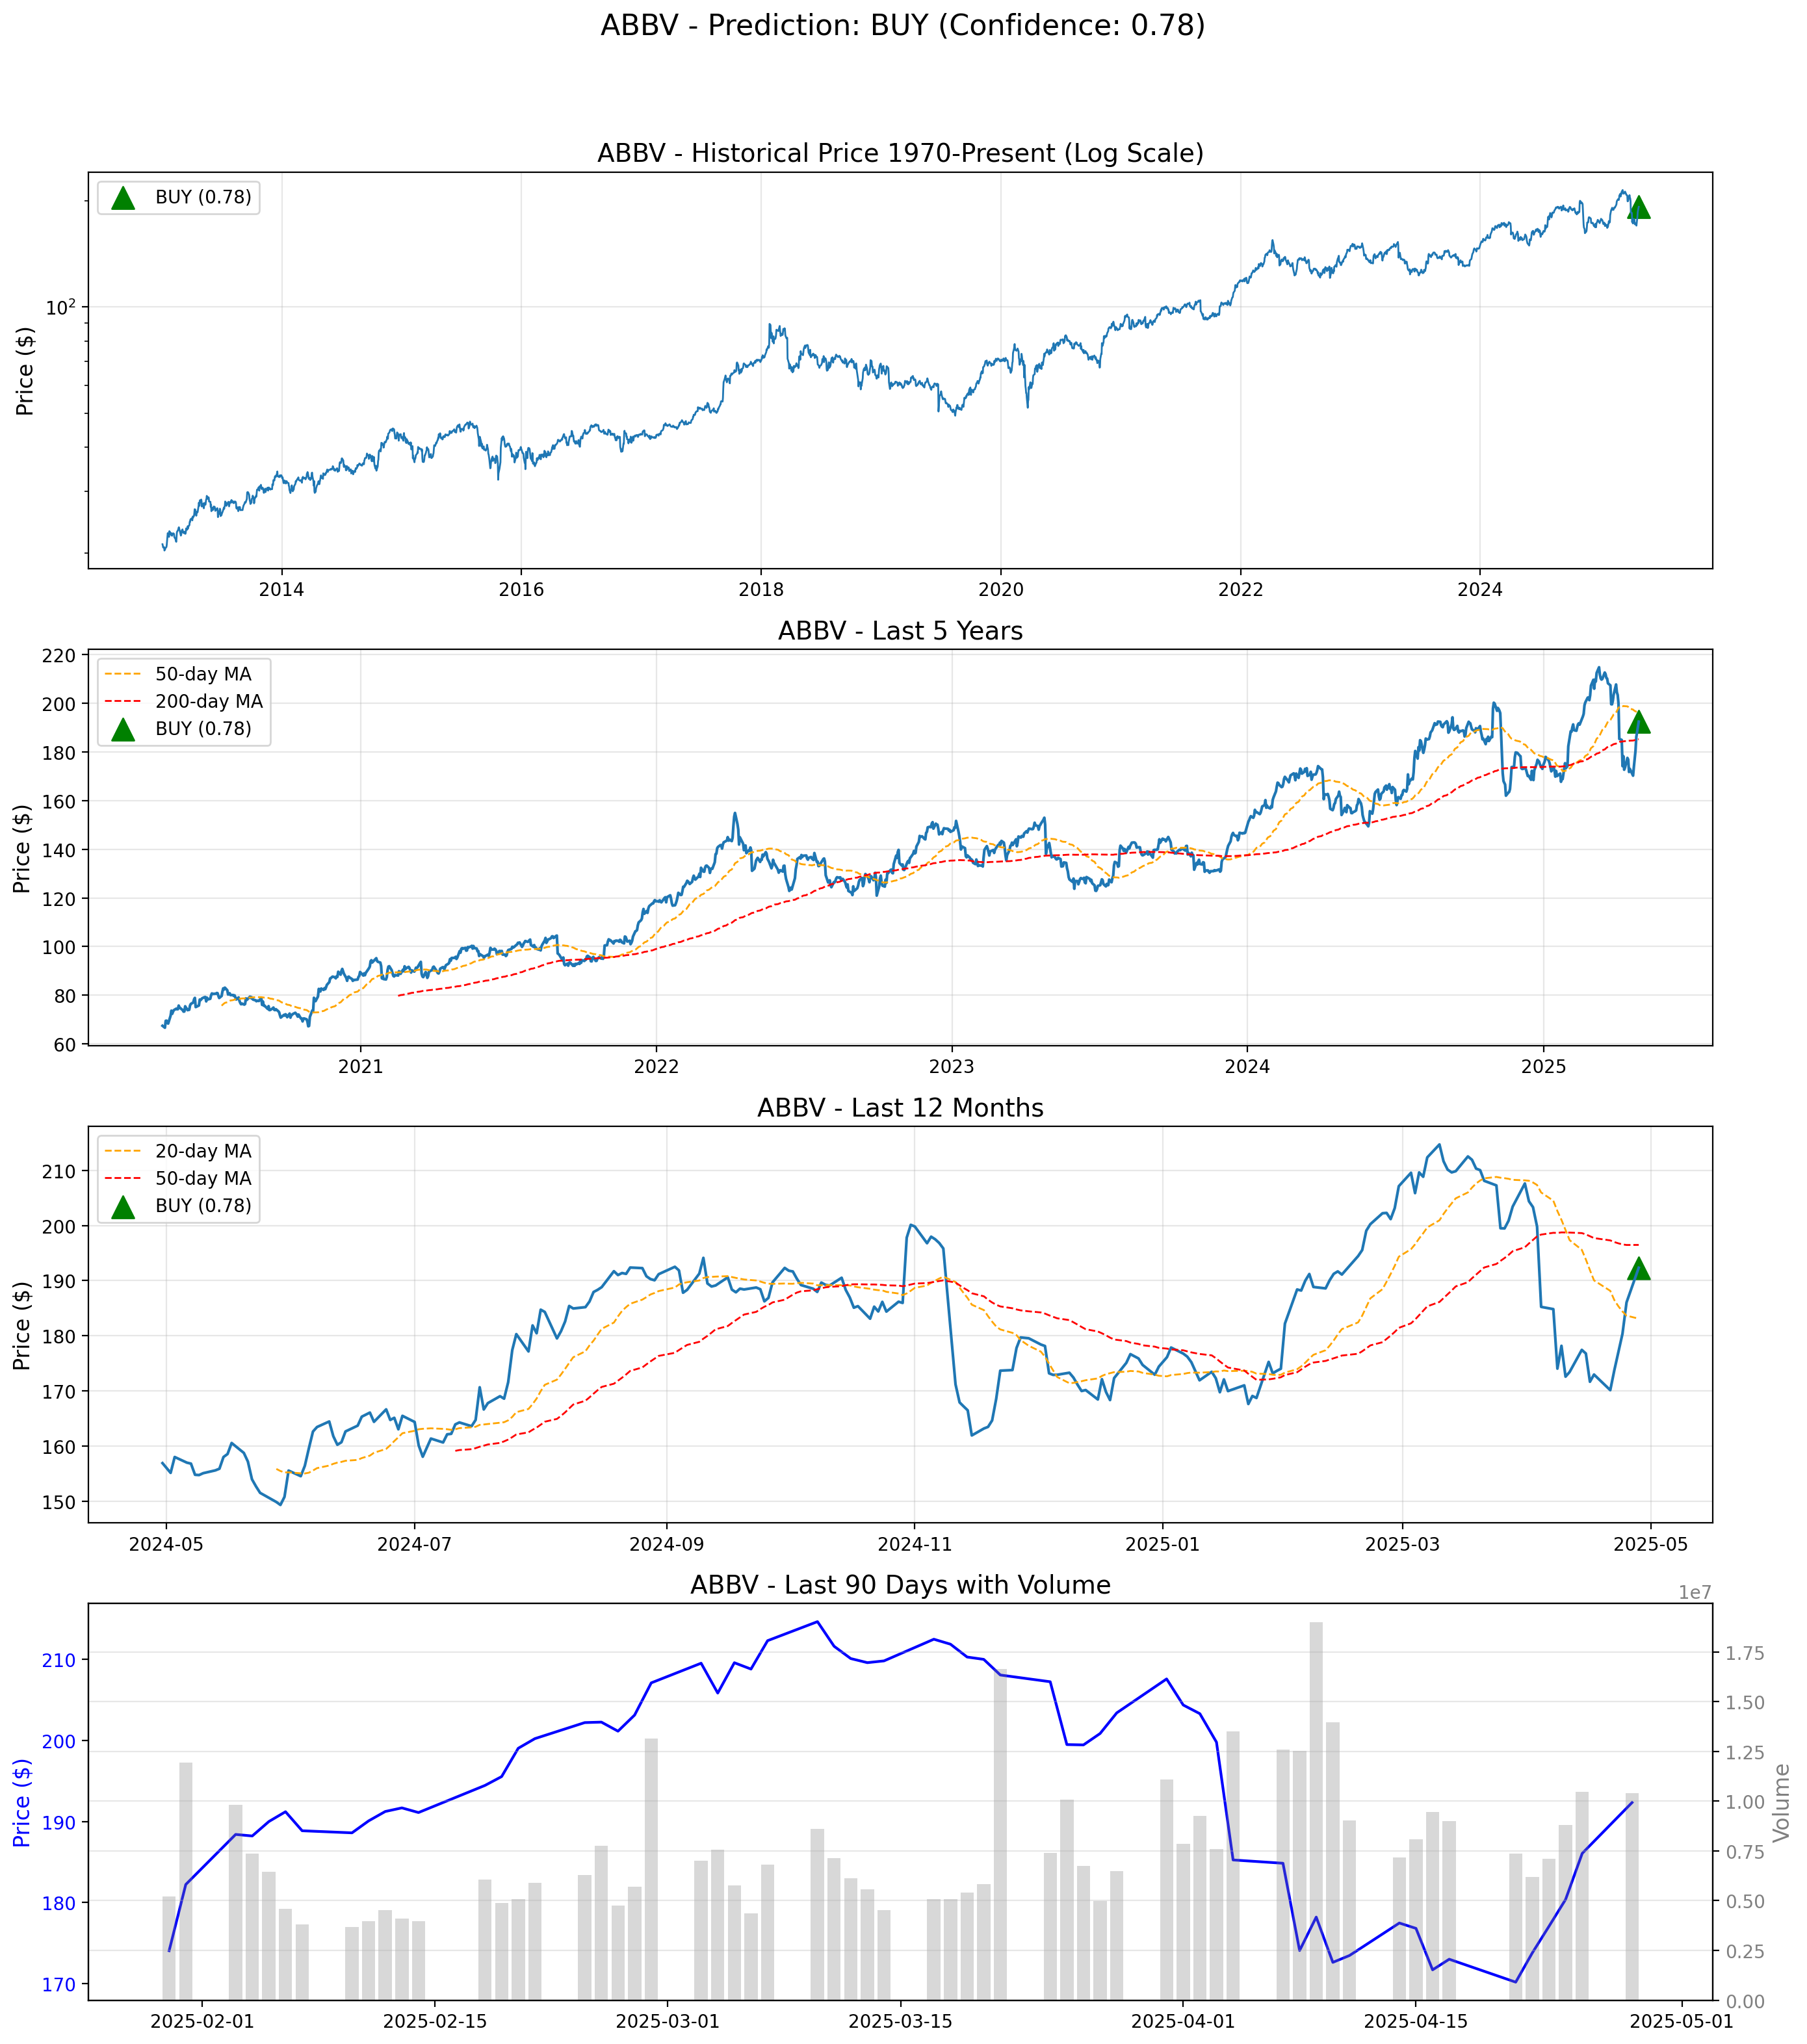 ABBV - Prediction: BUY (Confidence: 0.78)
ABBV - Historical Price 1970-Present (Log Scale)
BUY (0.78)
10²
Price ($)
2014 2016 2018 2020 2022 2024
ABBV - Last 5 Years
50-day MA
200-day MA
BUY (0.78)
220
200
180
160
140
120
100
80
60
Price ($)
2021 2022 2023 2024 2025
ABBV - Last 12 Months
20-day MA
50-day MA
BUY (0.78)
210
200
190
180
170
160
150
Price ($)
2024-05 2024-07 2024-09 2024-11 2025-01 2025-03 2025-05
ABBV - Last 90 Days with Volume
1e7
210
200
190
180
170
Price ($)
1.75
1.50
1.25
1.00
0.75
0.50
0.25
0.00
Volume
2025-02-01 2025-02-15 2025-03-01 2025-03-15 2025-04-01 2025-04-15 2025-05-01